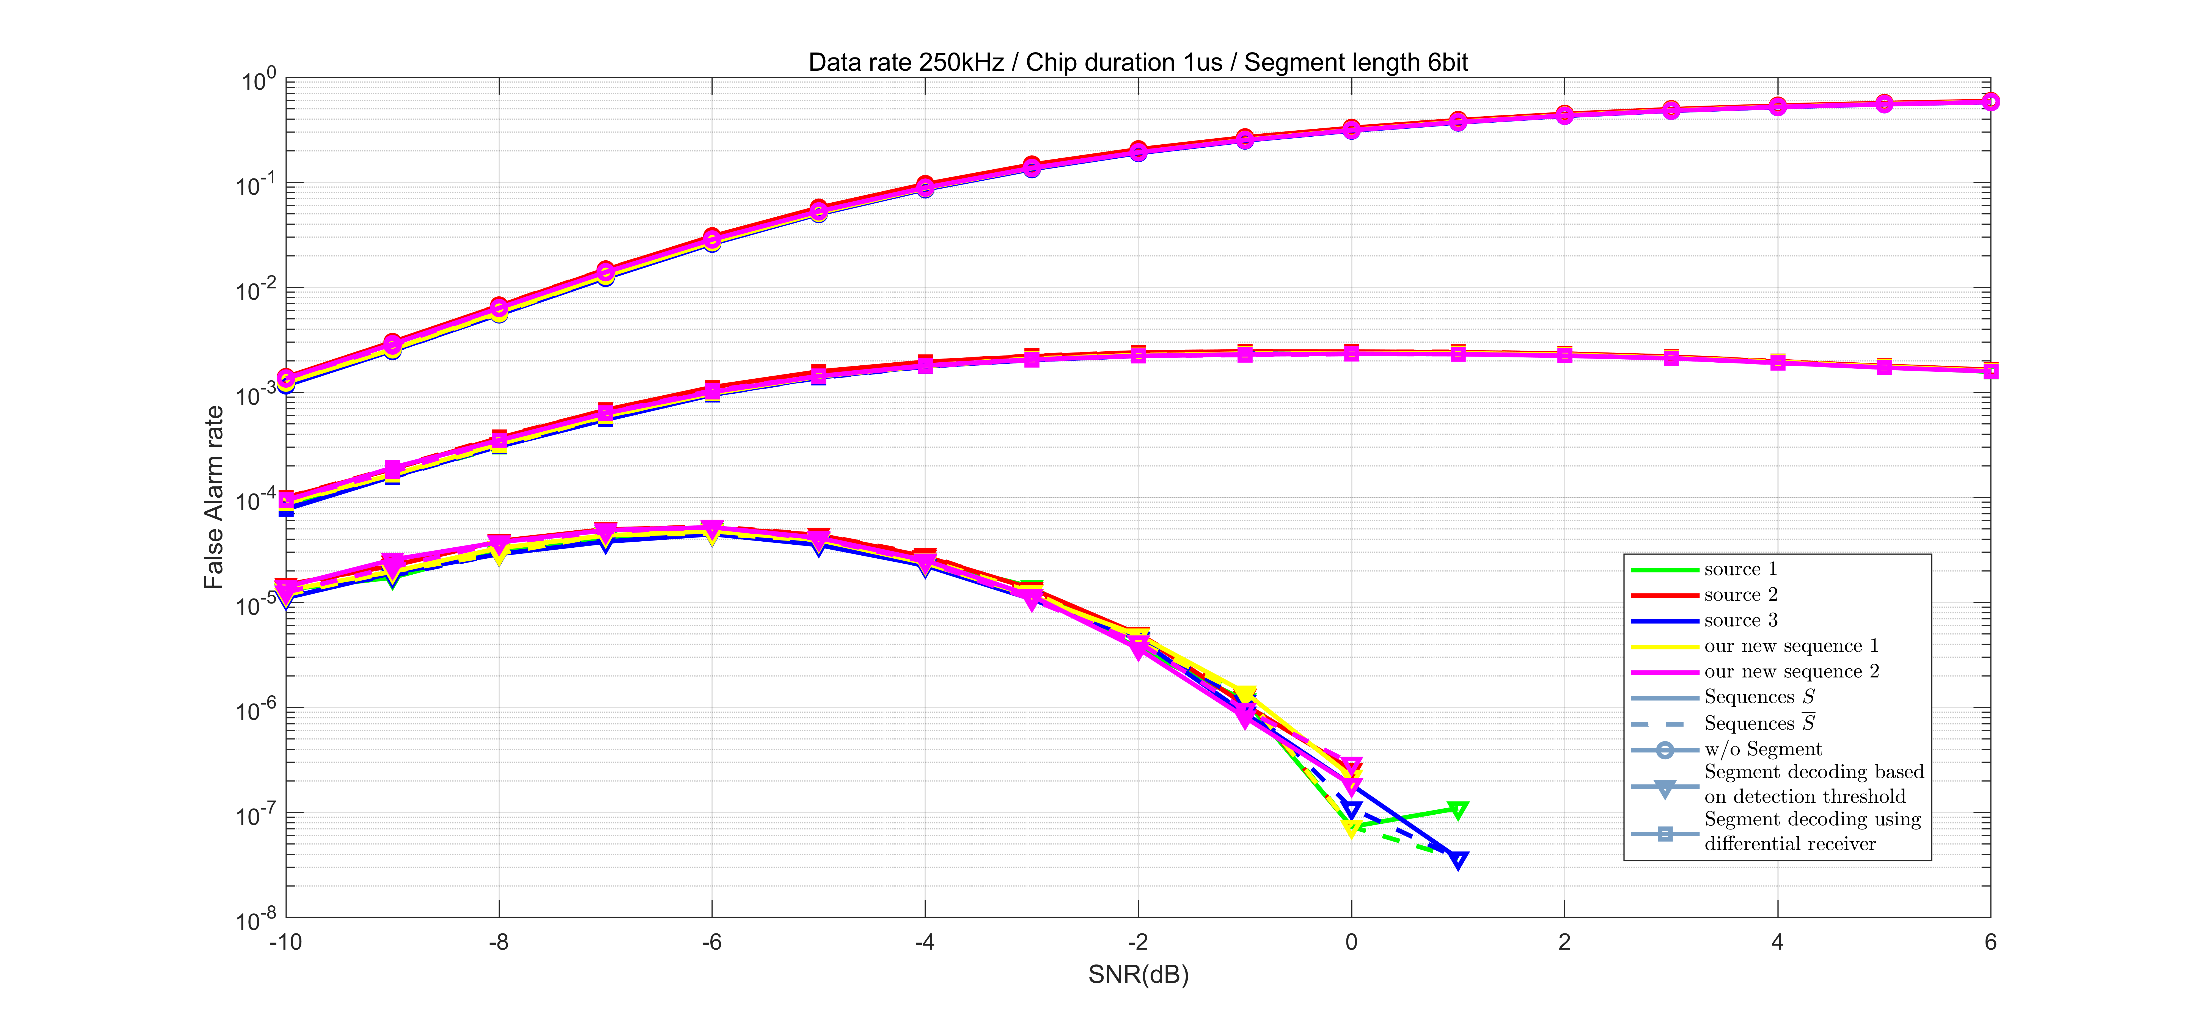 Data rate 250kHz / Chip duration 1us / Segment length 6bit
10^0
10^-1
10^-2
10^-3
10^-4
10^-5
10^-6
10^-7
10^-8
False Alarm rate
-10 -8 -6 -4 -2 0 2 4 6
SNR(dB)
source 1
source 2
source 3
our new sequence 1
our new sequence 2
Sequences S
Sequences S̅
w/o Segment
Segment decoding based
on detection threshold
Segment decoding using
differential receiver